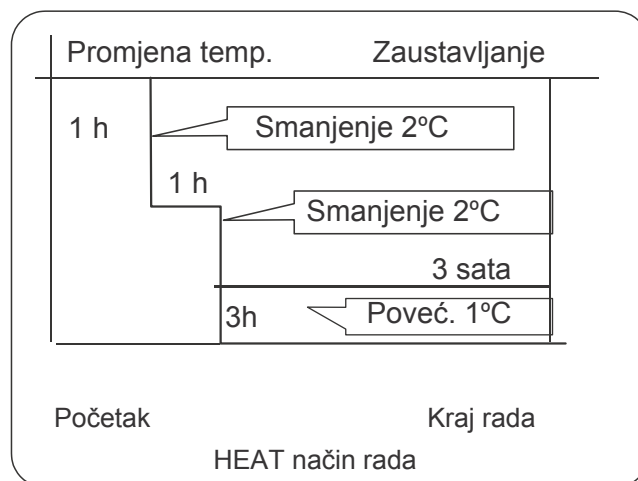 Promjena temp. Zaustavljanje
1 h Smanjenje 2ºC
1 h
Smanjenje 2ºC
3 sata
3h Poveć. 1ºC
Početak Kraj rada
HEAT način rada